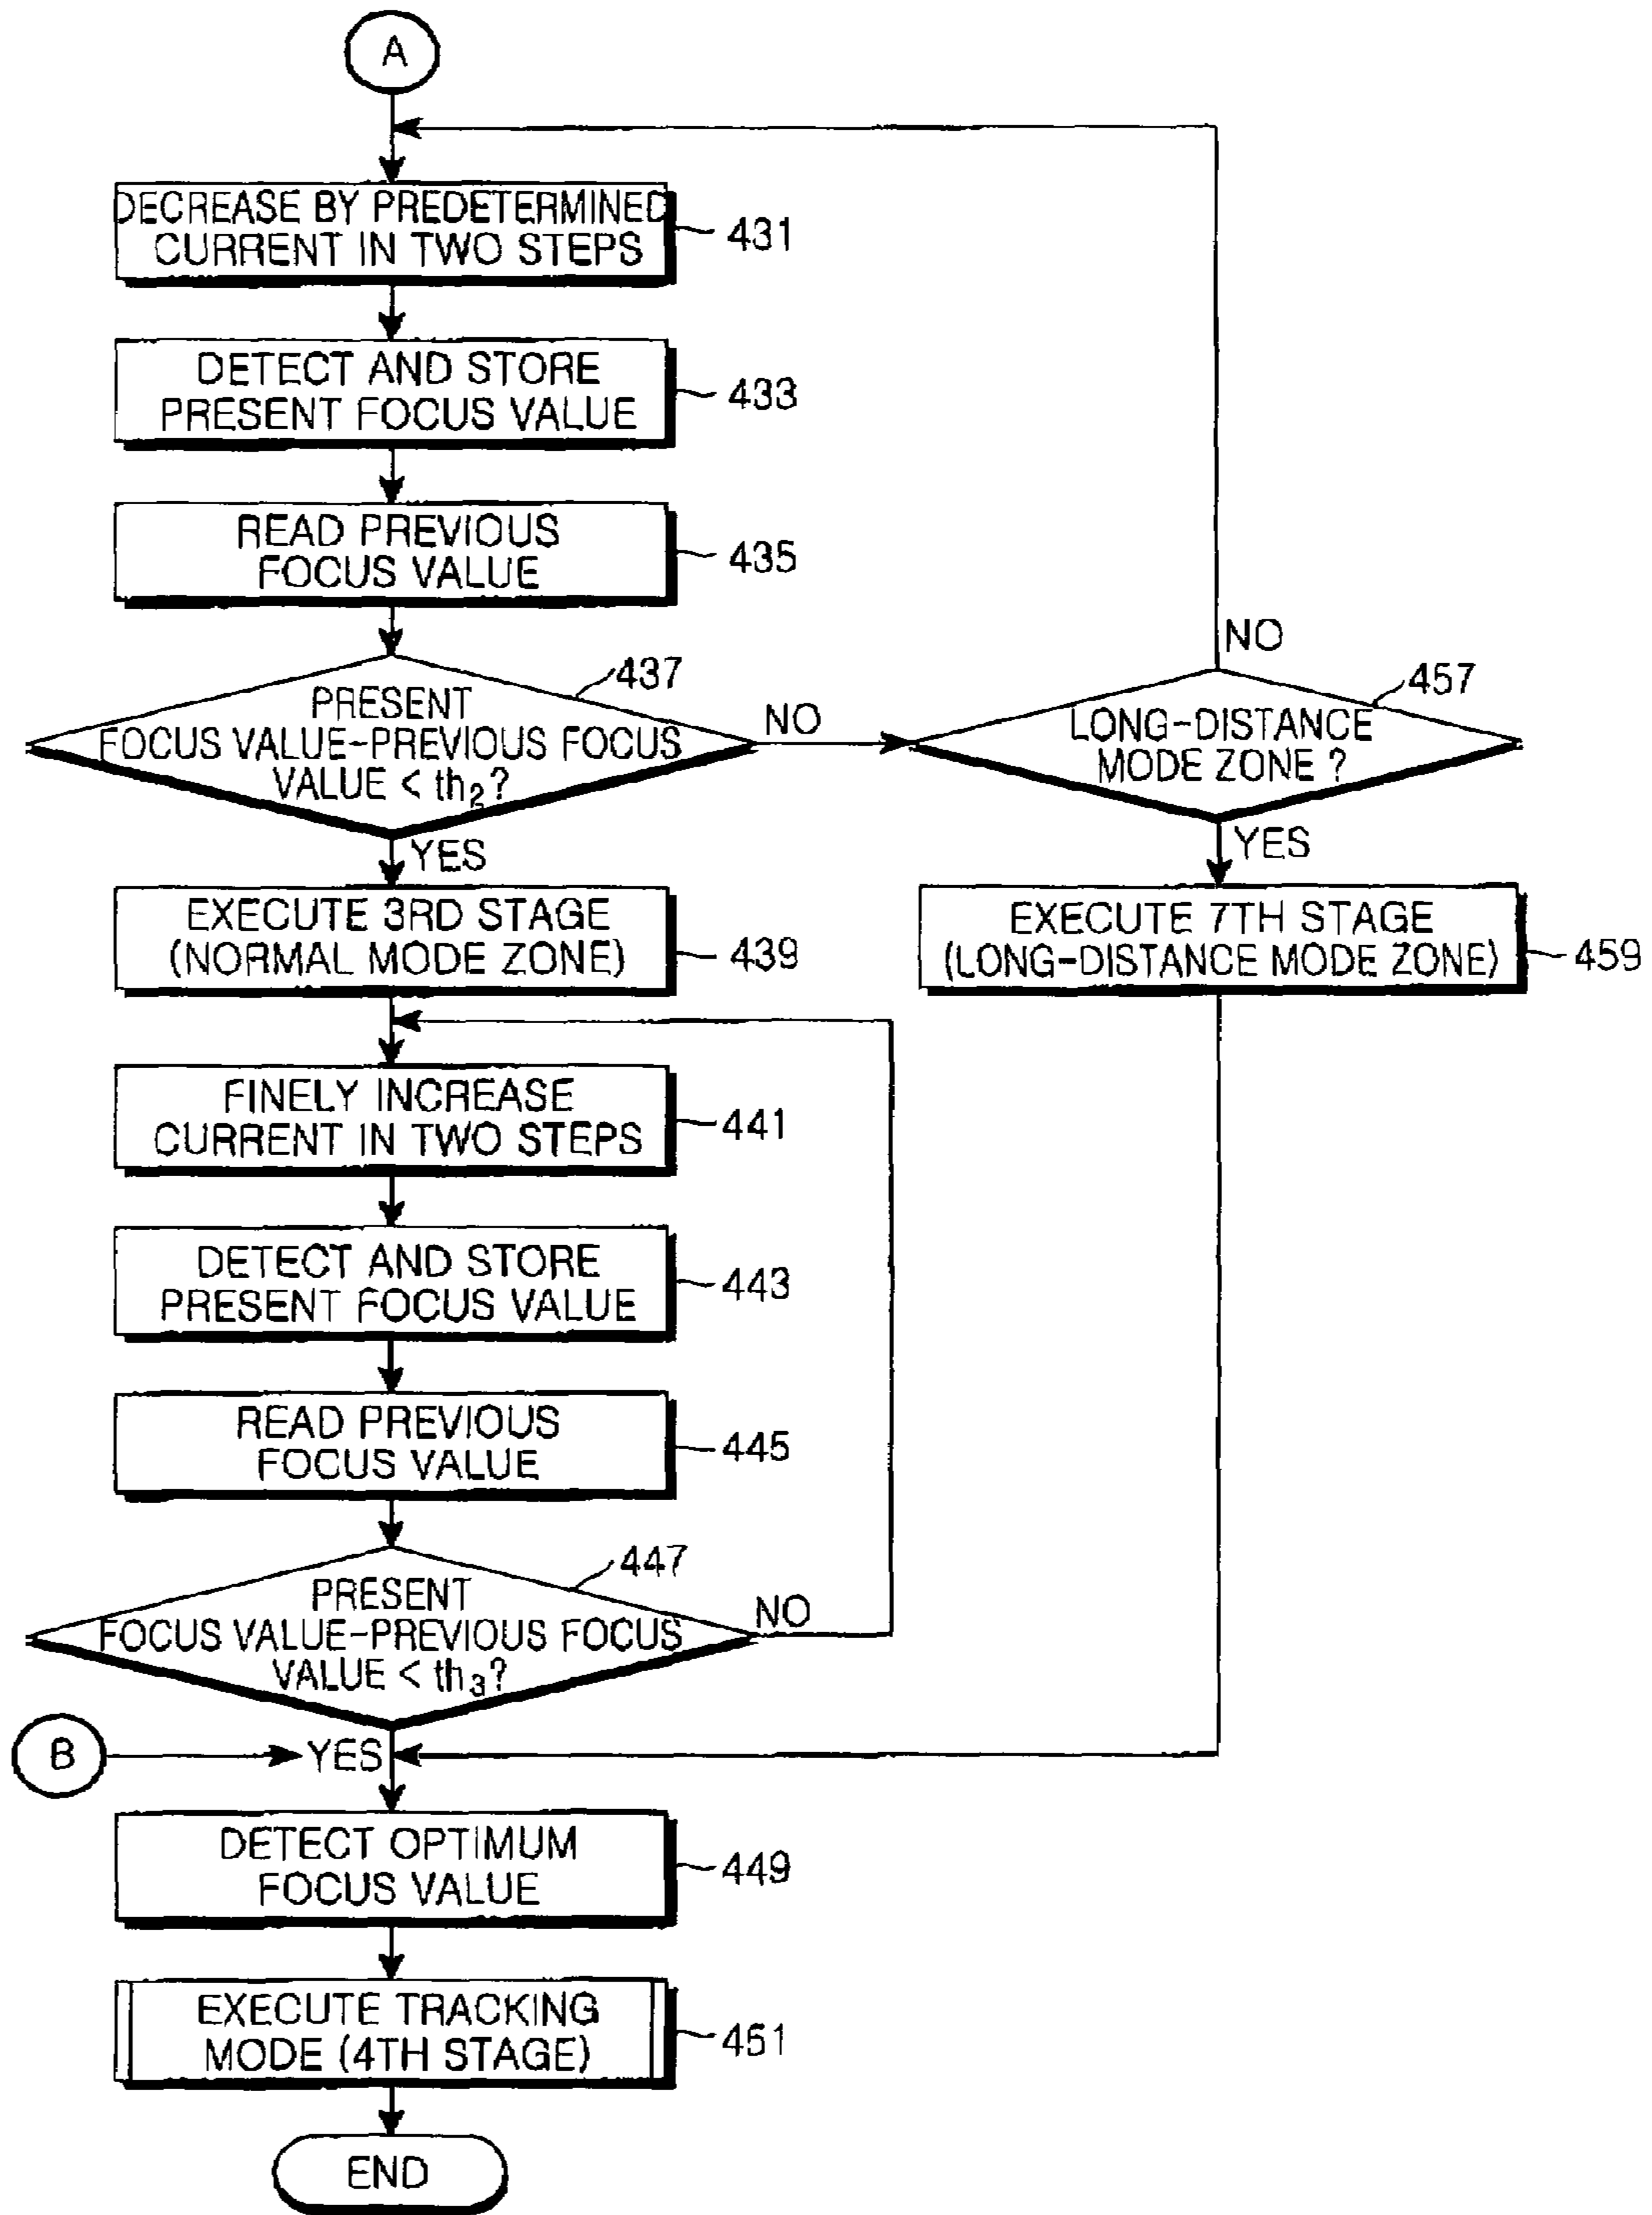 A
DECREASE BY PREDETERMINED
CURRENT IN TWO STEPS
431
DETECT AND STORE
PRESENT FOCUS VALUE
433
READ PREVIOUS
FOCUS VALUE
435
437
PRESENT
FOCUS VALUE-PREVIOUS FOCUS
VALUE < th2?
NO
YES
NO
457
LONG-DISTANCE
MODE ZONE ?
YES
EXECUTE 3RD STAGE
(NORMAL MODE ZONE)
439
EXECUTE 7TH STAGE
(LONG-DISTANCE MODE ZONE)
459
FINELY INCREASE
CURRENT IN TWO STEPS
441
DETECT AND STORE
PRESENT FOCUS VALUE
443
READ PREVIOUS
FOCUS VALUE
445
447
PRESENT
FOCUS VALUE-PREVIOUS FOCUS
VALUE < th3?
NO
B
YES
DETECT OPTIMUM
FOCUS VALUE
449
EXECUTE TRACKING
MODE (4TH STAGE)
451
END